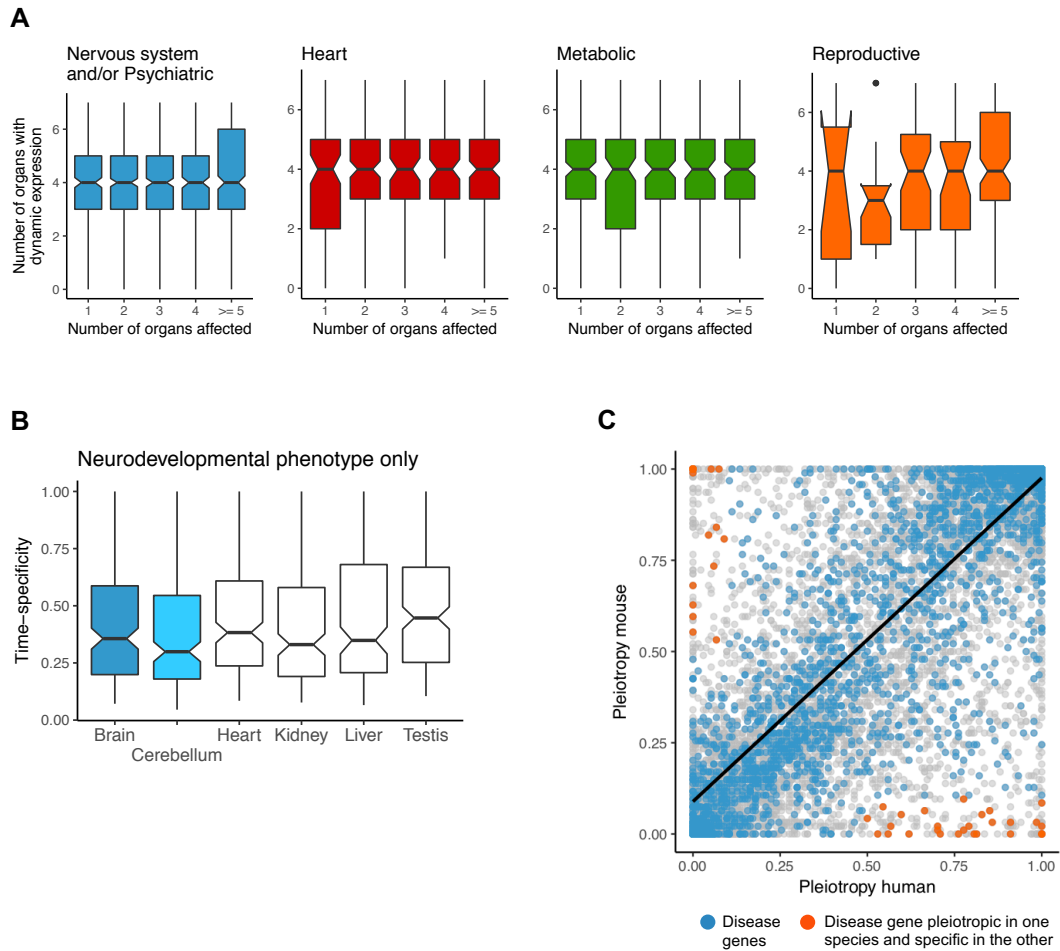 A
Nervous system
and/or Psychiatric
Heart
Metabolic
Reproductive
Number of organs with
dynamic expression
6
4
2
0
1 2 3 4 >= 5
Number of organs affected
6
4
2
0
1 2 3 4 >= 5
Number of organs affected
6
4
2
0
1 2 3 4 >= 5
Number of organs affected
6
4
2
0
1 2 3 4 >= 5
Number of organs affected
B
Neurodevelopmental phenotype only
Time-specificity
1.00
0.75
0.50
0.25
0.00
Brain
Cerebellum
Heart
Kidney
Liver
Testis
C
Pleiotropy mouse
1.00
0.75
0.50
0.25
0.00
0.00 0.25 0.50 0.75 1.00
Pleiotropy human
Disease
genes
Disease gene pleiotropic in one
species and specific in the other